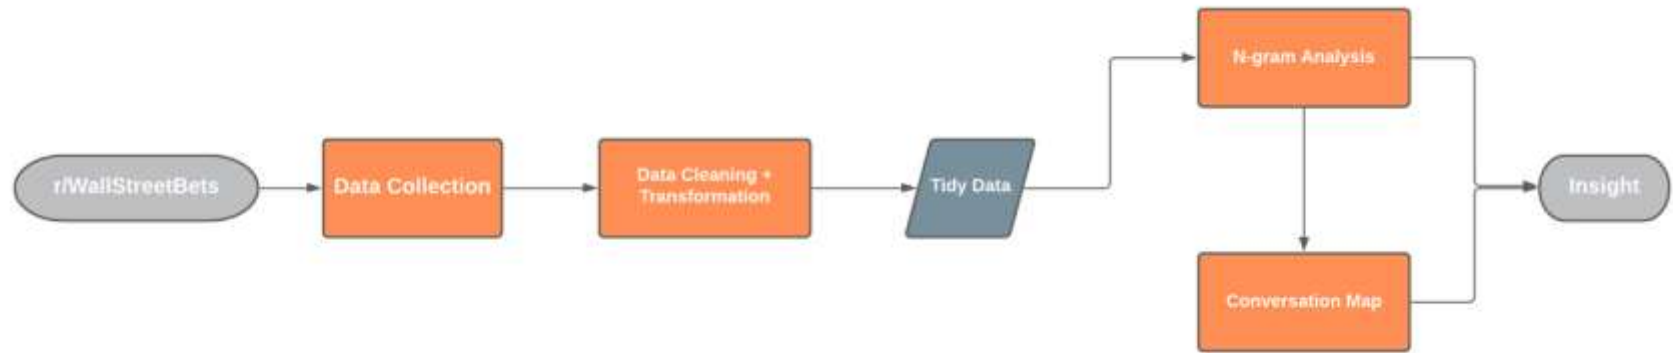 r/WallStreetBets
Data Collection
Data Cleaning +
Transformation
Tidy Data
N-gram Analysis
Conversation Map
Insight